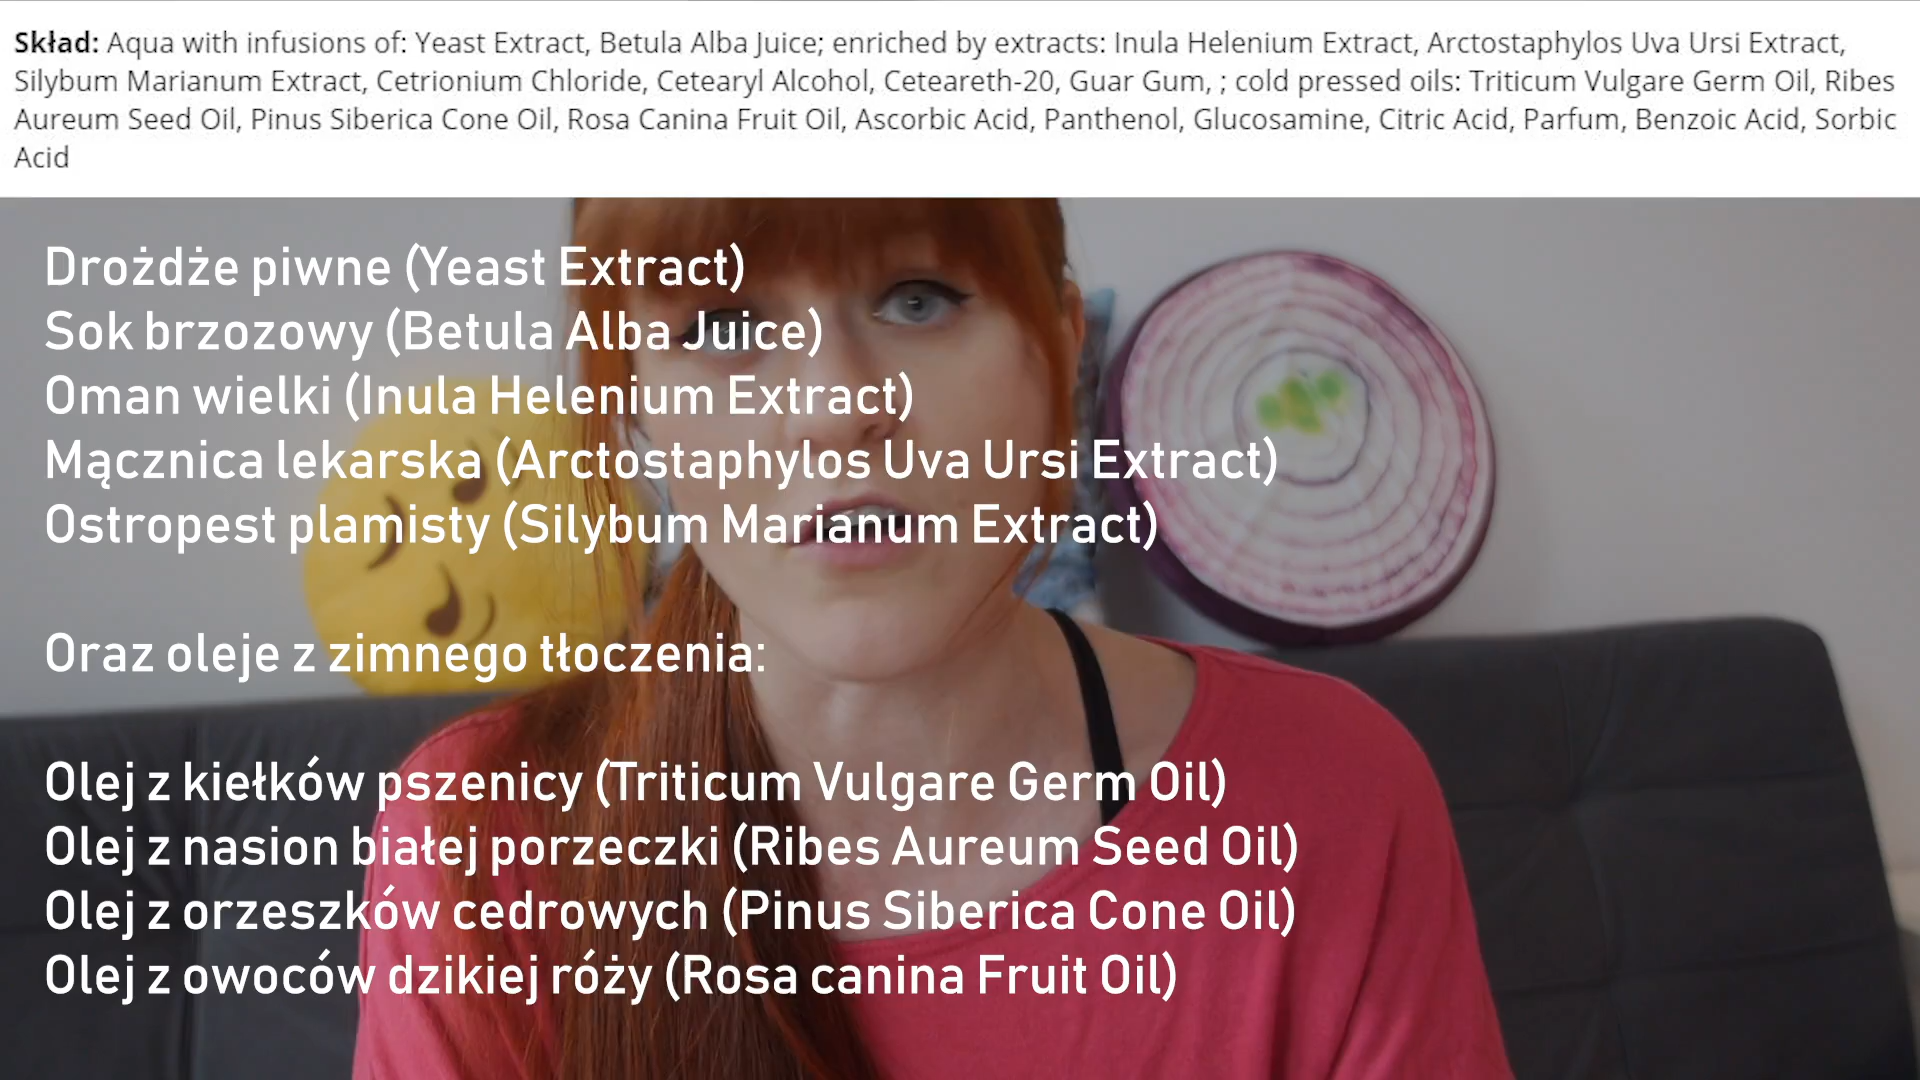 Skład: Aqua with infusions of: Yeast Extract, Betula Alba Juice; enriched by extracts: Inula Helenium Extract, Arctostaphylos Uva Ursi Extract,
Silybum Marianum Extract, Cetrionium Chloride, Cetearyl Alcohol, Ceteareth-20, Guar Gum, ; cold pressed oils: Triticum Vulgare Germ Oil, Ribes
Aureum Seed Oil, Pinus Siberica Cone Oil, Rosa Canina Fruit Oil, Ascorbic Acid, Panthenol, Glucosamine, Citric Acid, Parfum, Benzoic Acid, Sorbic
Acid
Drożdże piwne (Yeast Extract)
Sok brzozowy (Betula Alba Juice)
Oman wielki (Inula Helenium Extract)
Mącznica lekarska (Arctostaphylos Uva Ursi Extract)
Ostropest plamisty (Silybum Marianum Extract)
Oraz oleje z zimnego tłoczenia:
Olej z kiełków pszenicy (Triticum Vulgare Germ Oil)
Olej z nasion białej porzeczki (Ribes Aureum Seed Oil)
Olej z orzeszków cedrowych (Pinus Siberica Cone Oil)
Olej z owoców dzikiej róży (Rosa canina Fruit Oil)